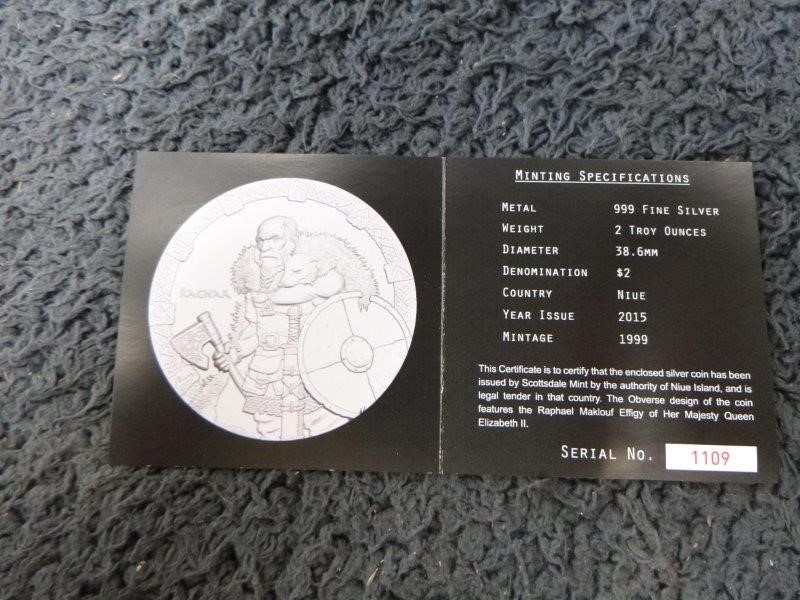 RAGNAR
MINTING SPECIFICATIONS
METAL 999 FINE SILVER
WEIGHT 2 TROY OUNCES
DIAMETER 38.6MM
DENOMINATION $2
COUNTRY NIUE
YEAR ISSUE 2015
MINTAGE 1999
This Certificate is to certify that the enclosed silver coin has been
issued by Scottsdale Mint by the authority of Niue Island, and is
legal tender in that country. The Obverse design of the coin
features the Raphael Maklouf Effigy of Her Majesty Queen
Elizabeth II.
SERIAL NO. 1109